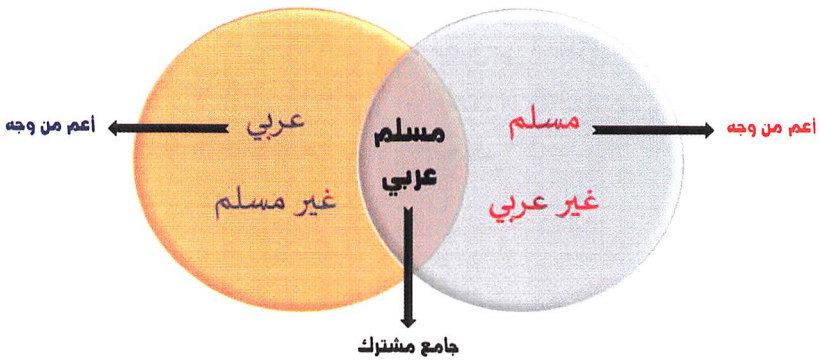 أعم من وجه
مسلم
غير عربي
مسلم
عربي
عربي
غير مسلم
أعم من وجه
جامع مشترك